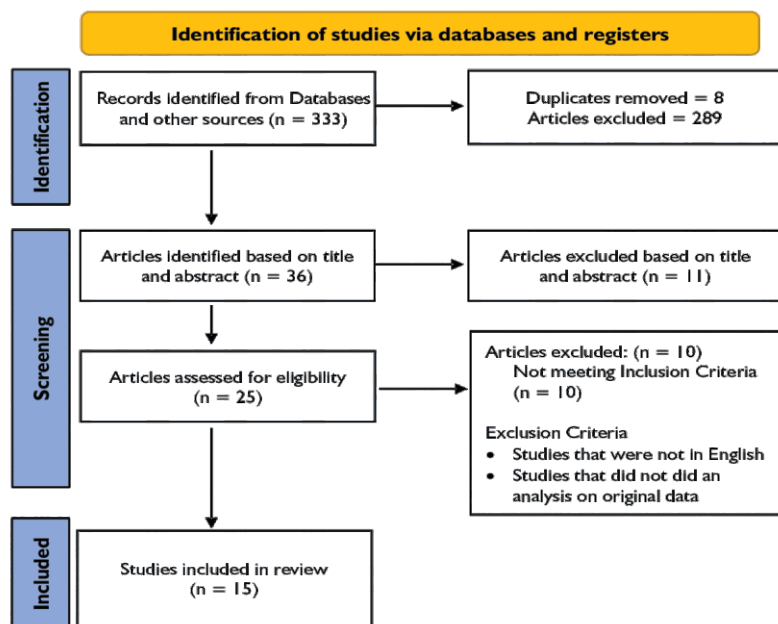 Identification of studies via databases and registers
Identification
Records identified from Databases
and other sources (n = 333)
Duplicates removed = 8
Articles excluded = 289
Screening
Articles identified based on title
and abstract (n = 36)
Articles excluded based on title
and abstract (n = 11)
Articles assessed for eligibility
(n = 25)
Articles excluded: (n = 10)
Not meeting Inclusion Criteria
(n = 10)
Exclusion Criteria
• Studies that were not in English
• Studies that did not did an
analysis on original data
Included
Studies included in review
(n = 15)